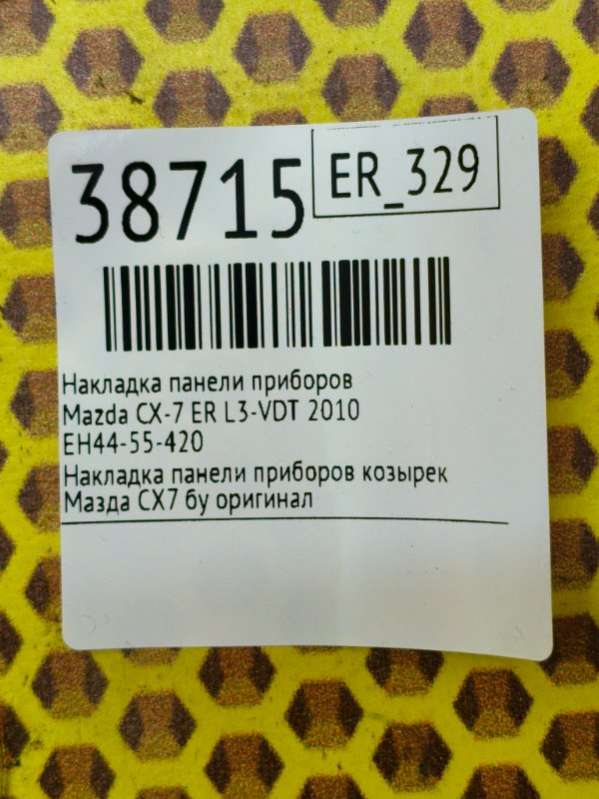 38715
ER_329
Накладка панели приборов
Mazda CX-7 ER L3-VDT 2010
EH44-55-420
Накладка панели приборов козырек
Мазда СХ7 бу оригинал